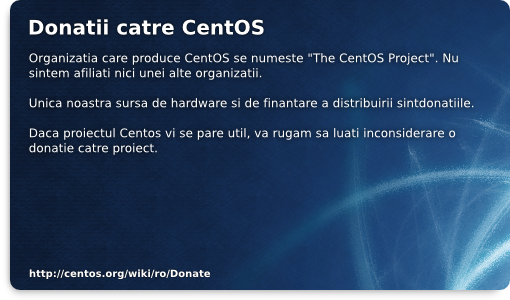 Donatii catre CentOS
Organizatia care produce CentOS se numeste "The CentOS Project". Nu
sintem afiliati nici unei alte organizatii.
Unica noastra sursa de hardware si de finantare a distribuirii sintdonatiile.
Daca proiectul Centos vi se pare util, va rugam sa luati inconsiderare o
donatie catre proiect.
http://centos.org/wiki/ro/Donate